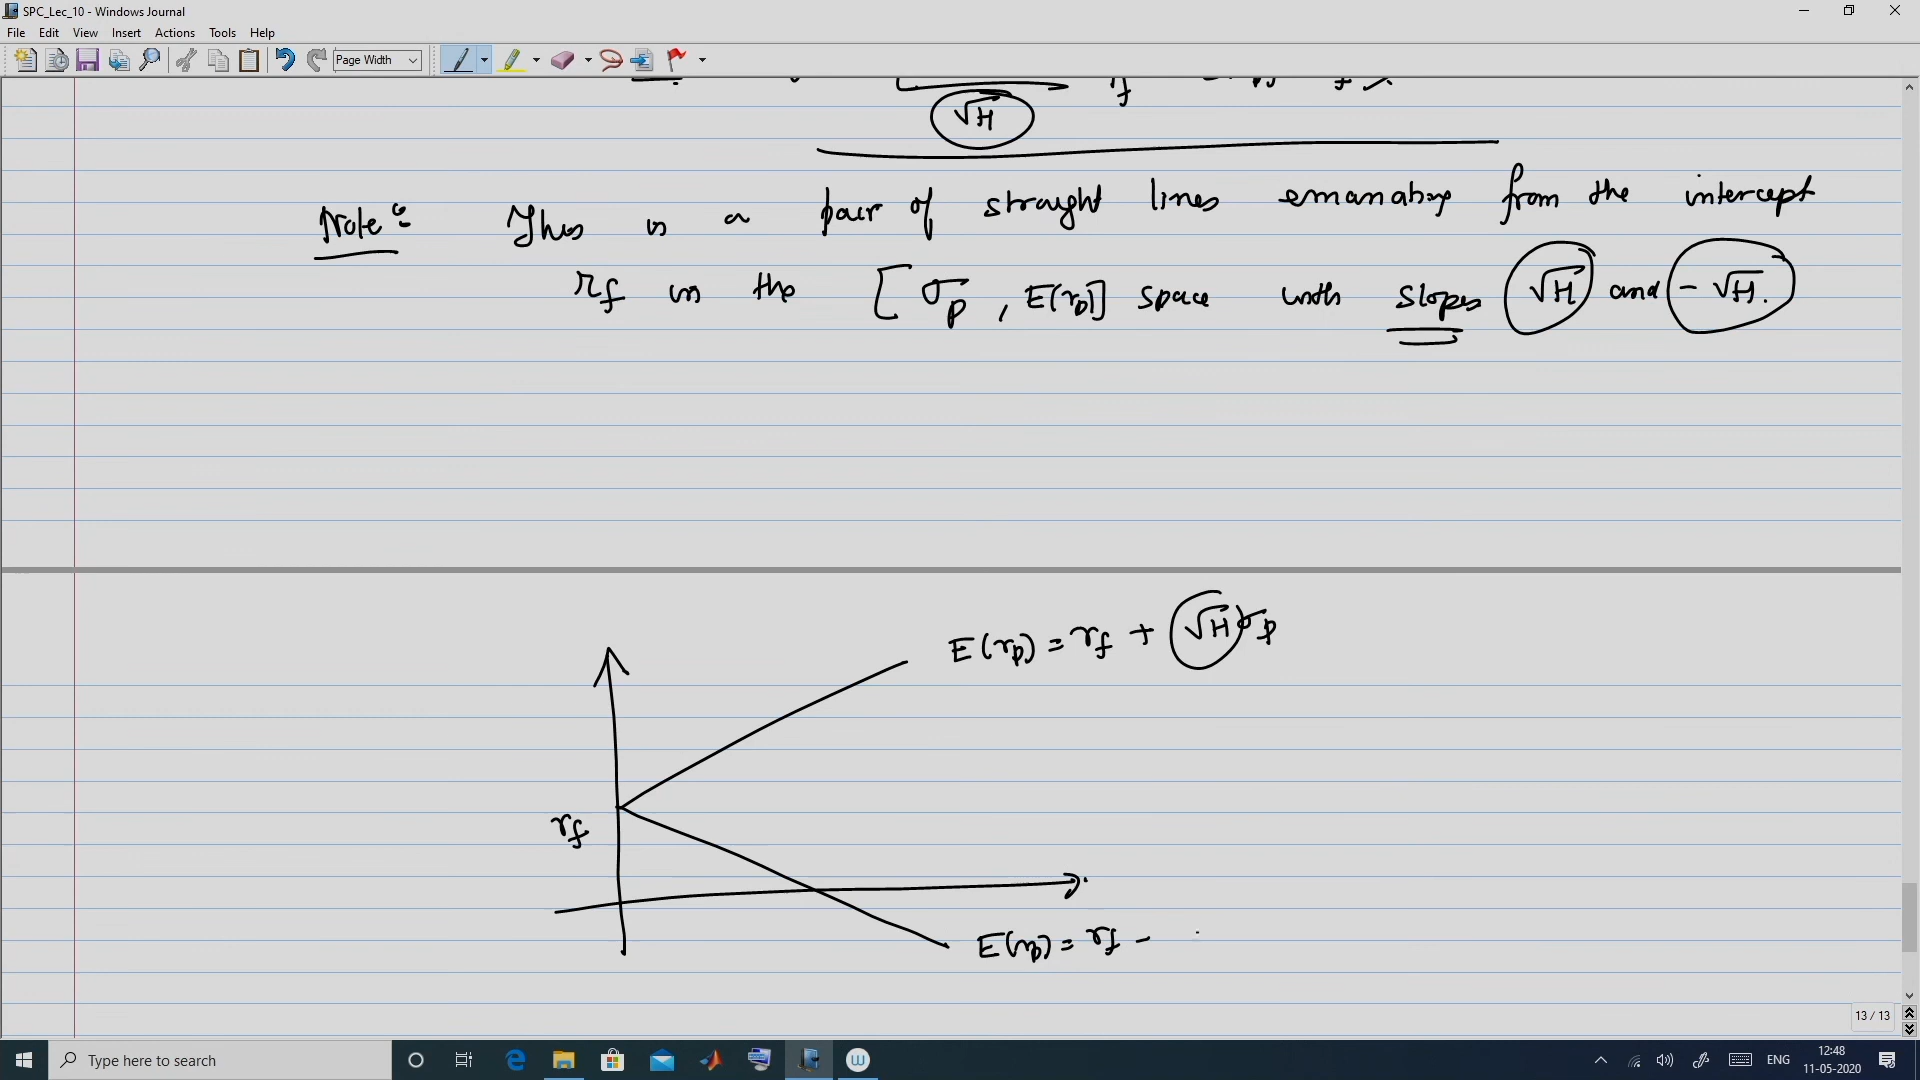 SPC_Lec_10 - Windows Journal
File Edit View Insert Actions Tools Help
Page Width
√H
Note: This is a pair of straight lines emanating from the intercept
rf in the [σp, E(rp)] space with slopes √H and -√H.
E(rp) = rf + √H σp
rf
E(rp) = rf -
13 / 13
Type here to search
ENG
12:48
11-05-2020